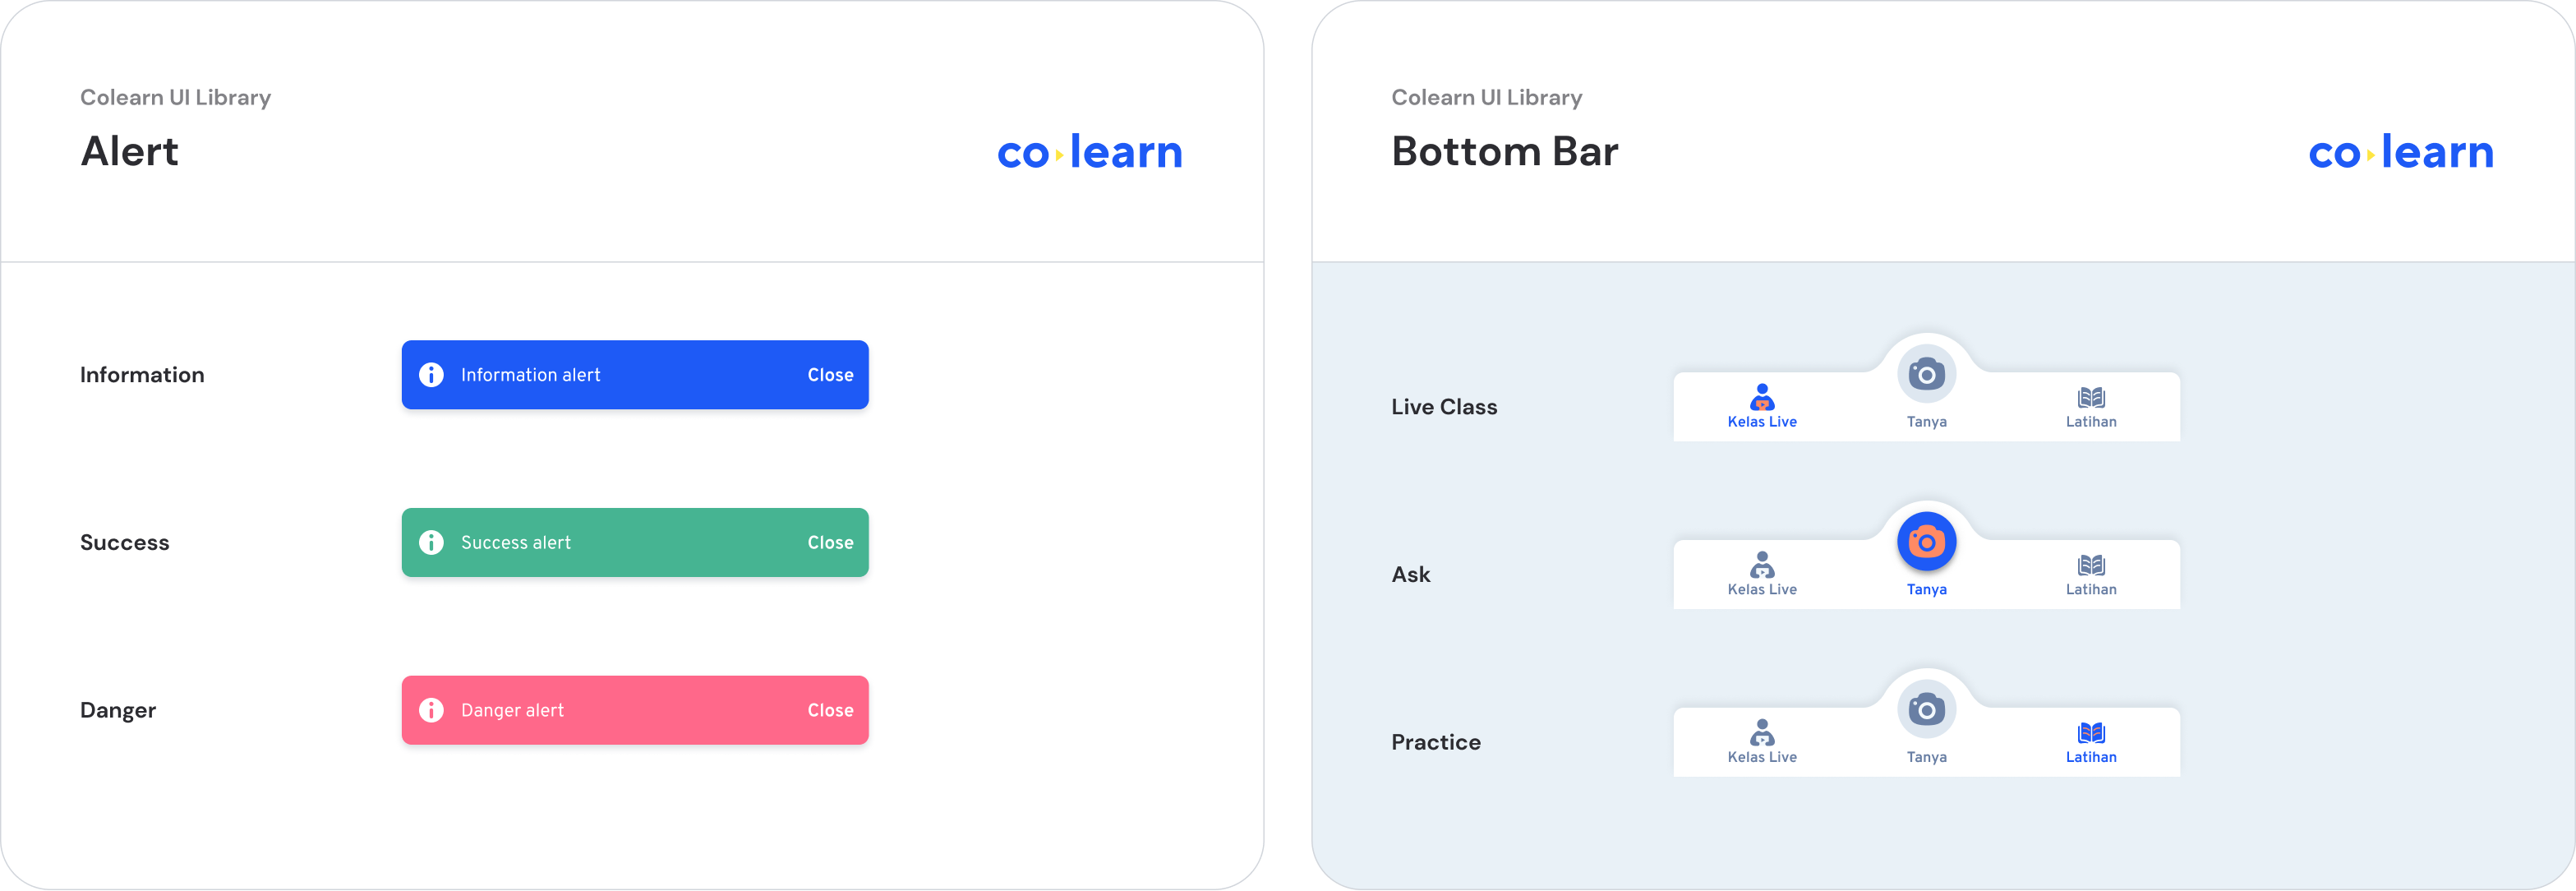 Colearn UI Library
Alert
co learn
Information
Information alert Close
Success
Success alert Close
Danger
Danger alert Close
Colearn UI Library
Bottom Bar
co learn
Live Class
Kelas Live Tanya Latihan
Ask
Kelas Live Tanya Latihan
Practice
Kelas Live Tanya Latihan